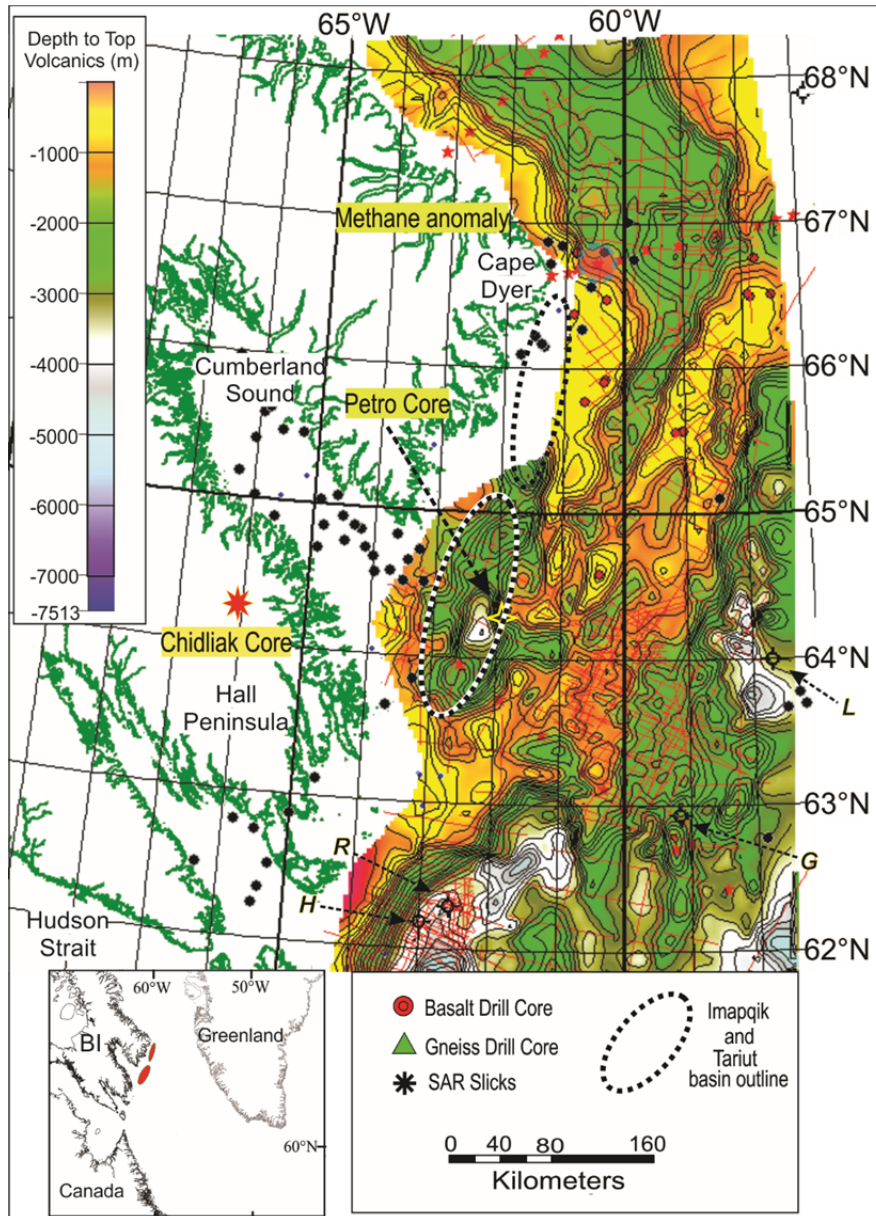 65°W
60°W
Depth to Top
Volcanics (m)
-1000
-2000
-3000
-4000
-5000
-6000
-7000
-7513
68°N
67°N
66°N
65°N
64°N
63°N
62°N
Methane anomaly
Cape
Dyer
Cumberland
Sound
Petro Core
Chidliak Core
Hall
Peninsula
L
R
G
H
Hudson
Strait
60°W
50°W
BI
Greenland
60°N
Canada
Basalt Drill Core
Gneiss Drill Core
SAR Slicks
Imapqik
and
Tariut
basin outline
0 40 80 160
Kilometers